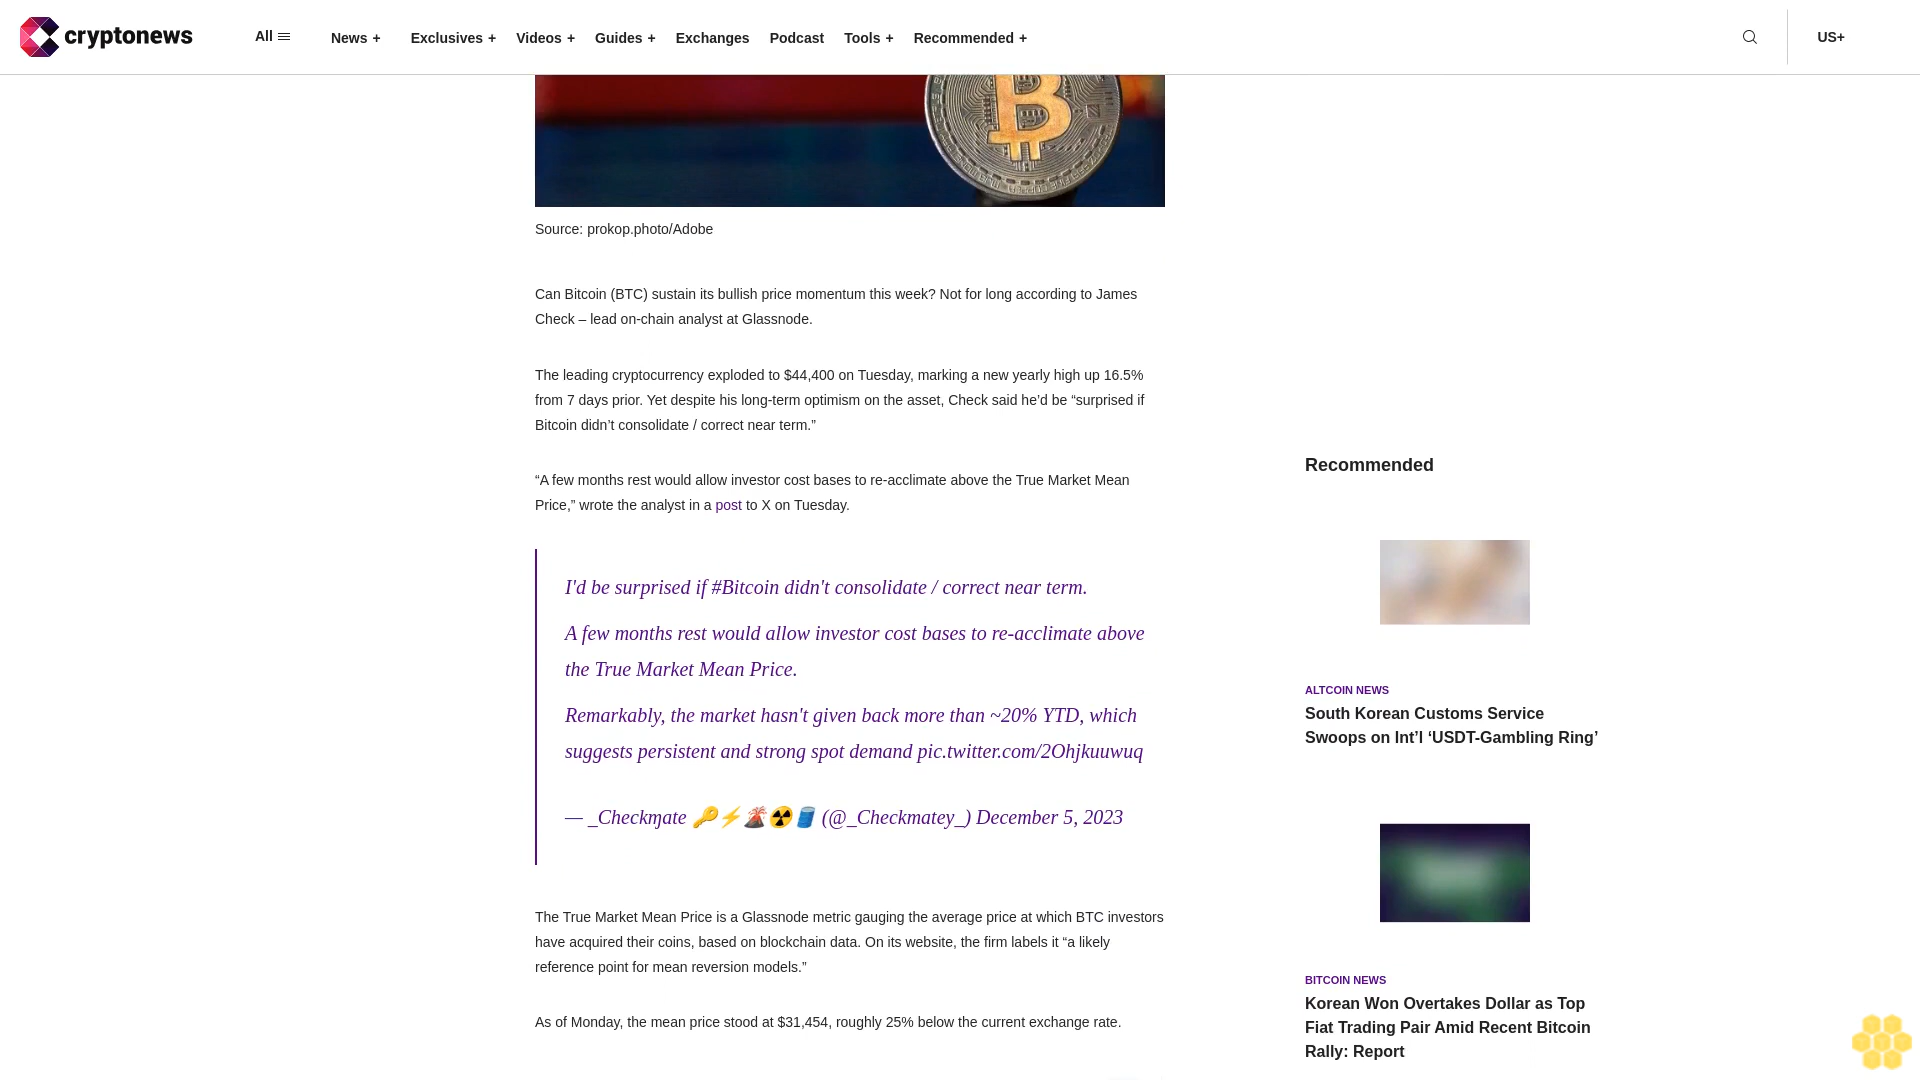 cryptonews
All
News +
Exclusives +
Videos +
Guides +
Exchanges
Podcast
Tools +
Recommended +
US+
Source: prokop.photo/Adobe
Can Bitcoin (BTC) sustain its bullish price momentum this week? Not for long according to James
Check – lead on-chain analyst at Glassnode.
The leading cryptocurrency exploded to $44,400 on Tuesday, marking a new yearly high up 16.5%
from 7 days prior. Yet despite his long-term optimism on the asset, Check said he’d be “surprised if
Bitcoin didn’t consolidate / correct near term.”
“A few months rest would allow investor cost bases to re-acclimate above the True Market Mean
Price,” wrote the analyst in a post to X on Tuesday.
I'd be surprised if #Bitcoin didn't consolidate / correct near term.
A few months rest would allow investor cost bases to re-acclimate above
the True Market Mean Price.
Remarkably, the market hasn't given back more than ~20% YTD, which
suggests persistent and strong spot demand pic.twitter.com/2Ohjkuuwuq
— _Checkɱate 🔑⚡🌋☢️🛢️ (@_Checkmatey_) December 5, 2023
The True Market Mean Price is a Glassnode metric gauging the average price at which BTC investors
have acquired their coins, based on blockchain data. On its website, the firm labels it “a likely
reference point for mean reversion models.”
As of Monday, the mean price stood at $31,454, roughly 25% below the current exchange rate.
Recommended
ALTCOIN NEWS
South Korean Customs Service
Swoops on Int’l ‘USDT-Gambling Ring’
BITCOIN NEWS
Korean Won Overtakes Dollar as Top
Fiat Trading Pair Amid Recent Bitcoin
Rally: Report